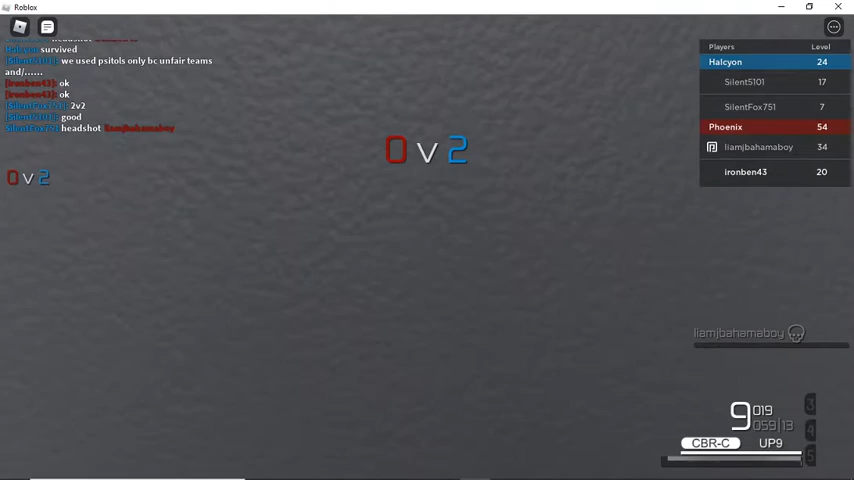 Roblox
Halcyon survived
[Silent5101]: we used psitols only bc unfair teams
and/......
[ironben43]: ok
[ironben43]: ok
[SilentFox751]: 2v2
[Silent5101]: good
SilentFox751 headshot liamjbahamaboy
0 v 2
0 v 2
Players Level
Halcyon 24
Silent5101 17
SilentFox751 7
Phoenix 54
liamjbahamaboy 34
ironben43 20
liamjbahamaboy
9 019
059|13
CBR-C UP9
3
4
5